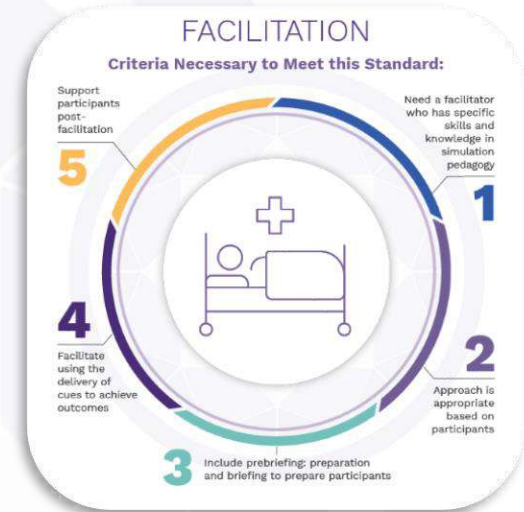 FACILITATION
Criteria Necessary to Meet this Standard:
Need a facilitator
who has specific
skills and
knowledge in
simulation
pedagogy
1
2
Approach is
appropriate
based on
participants
3
Include prebriefing: preparation
and briefing to prepare participants
4
Facilitate
using the
delivery of
cues to achieve
outcomes
Support
participants
post-
facilitation
5